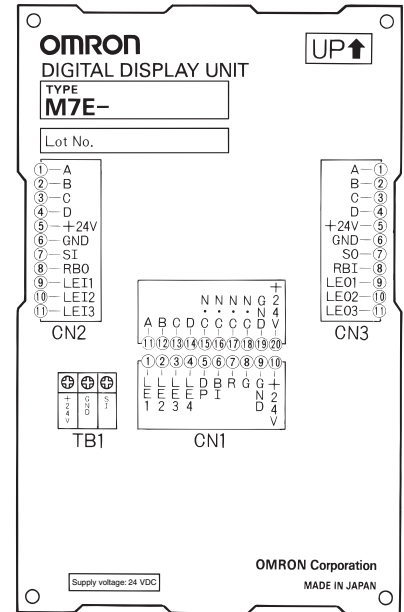 OMRON
UP↑
DIGITAL DISPLAY UNIT
TYPE
M7E-
Lot No.
① A
② B
③ C
④ D
⑤ +24V
⑥ GND
⑦ SI
⑧ RBO
⑨ LEI1
⑩ LEI2
⑪ LEI3
CN2
A ①
B ②
C ③
D ④
+24V ⑤
GND ⑥
SO ⑦
RBI ⑧
LEO1 ⑨
LEO2 ⑩
LEO3 ⑪
CN3
A B C D N.C N.C N.C N.C GND +24V
⑪ ⑫ ⑬ ⑭ ⑮ ⑯ ⑰ ⑱ ⑲ ⑳
① ② ③ ④ ⑤ ⑥ ⑦ ⑧ ⑨ ⑩
LE1 LE2 LE3 LE4 DP BI R G GND +24V
CN1
+24V GND SI
TB1
OMRON Corporation
Supply voltage: 24 VDC
MADE IN JAPAN